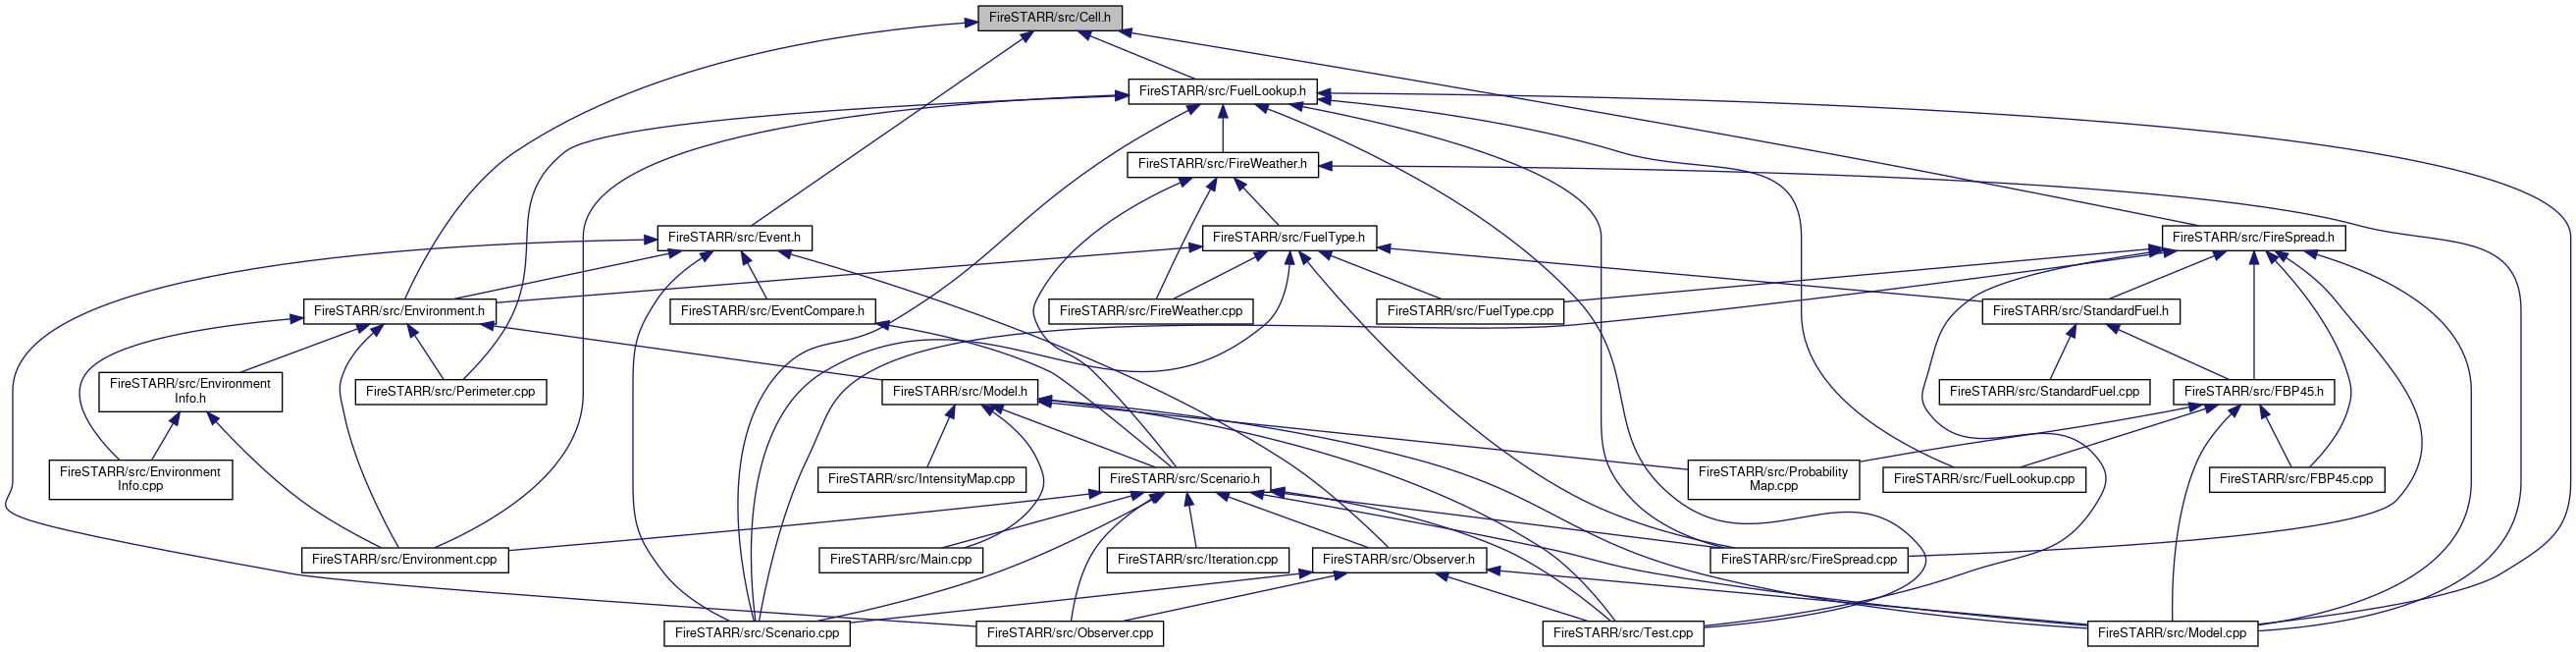 FireSTARR/src/Cell.h
FireSTARR/src/FuelLookup.h
FireSTARR/src/FireWeather.h
FireSTARR/src/Event.h
FireSTARR/src/FuelType.h
FireSTARR/src/FireSpread.h
FireSTARR/src/Environment.h
FireSTARR/src/EventCompare.h
FireSTARR/src/FireWeather.cpp
FireSTARR/src/FuelType.cpp
FireSTARR/src/StandardFuel.h
FireSTARR/src/Environment
Info.h
FireSTARR/src/Perimeter.cpp
FireSTARR/src/Model.h
FireSTARR/src/StandardFuel.cpp
FireSTARR/src/FBP45.h
FireSTARR/src/Environment
Info.cpp
FireSTARR/src/IntensityMap.cpp
FireSTARR/src/Scenario.h
FireSTARR/src/Probability
Map.cpp
FireSTARR/src/FuelLookup.cpp
FireSTARR/src/FBP45.cpp
FireSTARR/src/Environment.cpp
FireSTARR/src/Main.cpp
FireSTARR/src/Iteration.cpp
FireSTARR/src/Observer.h
FireSTARR/src/FireSpread.cpp
FireSTARR/src/Scenario.cpp
FireSTARR/src/Observer.cpp
FireSTARR/src/Test.cpp
FireSTARR/src/Model.cpp